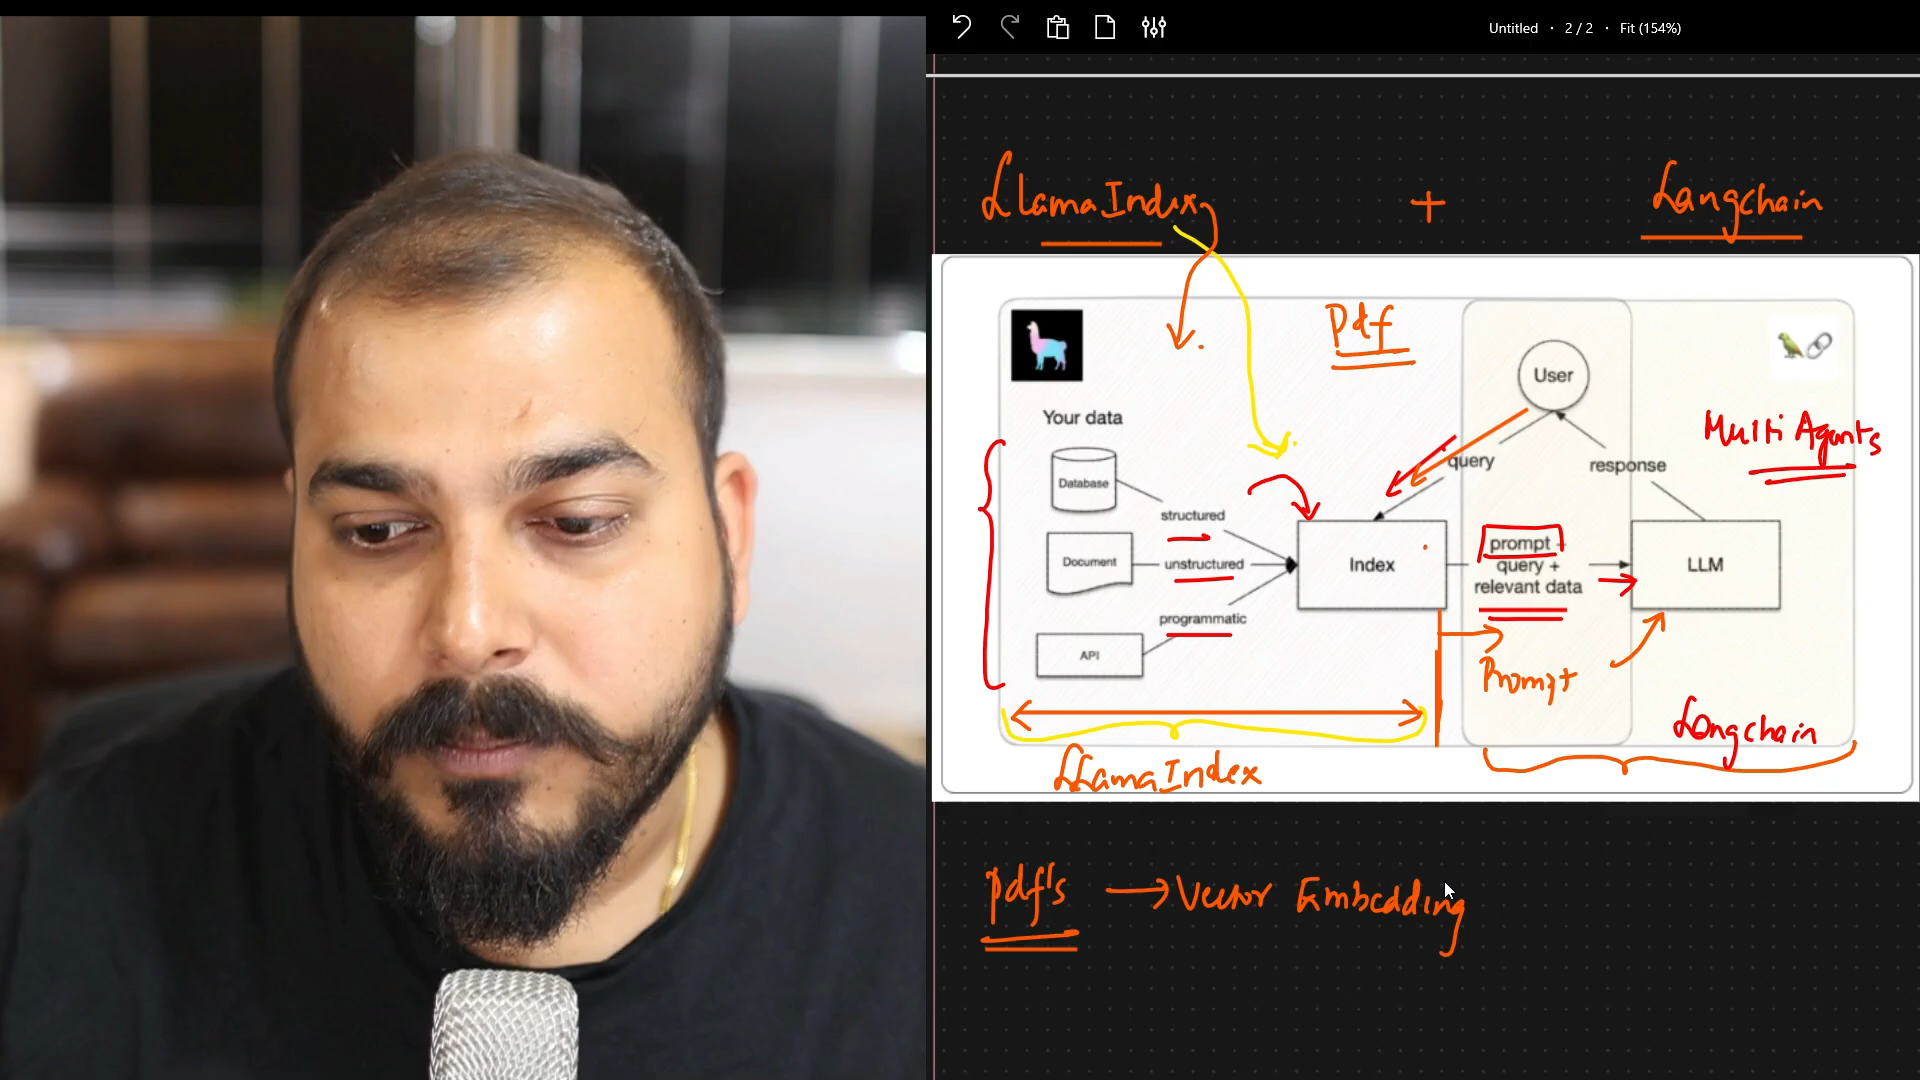 Untitled · 2 / 2 · Fit (154%)
LlamaIndex + Langchain
Pdf
User
Your data
Multi Agents
query
response
Database
structured
prompt +
Document
unstructured
Index
query +
LLM
relevant data
programmatic
API
Prompt
Langchain
LLamaIndex
Pdf's → Vector Embedding